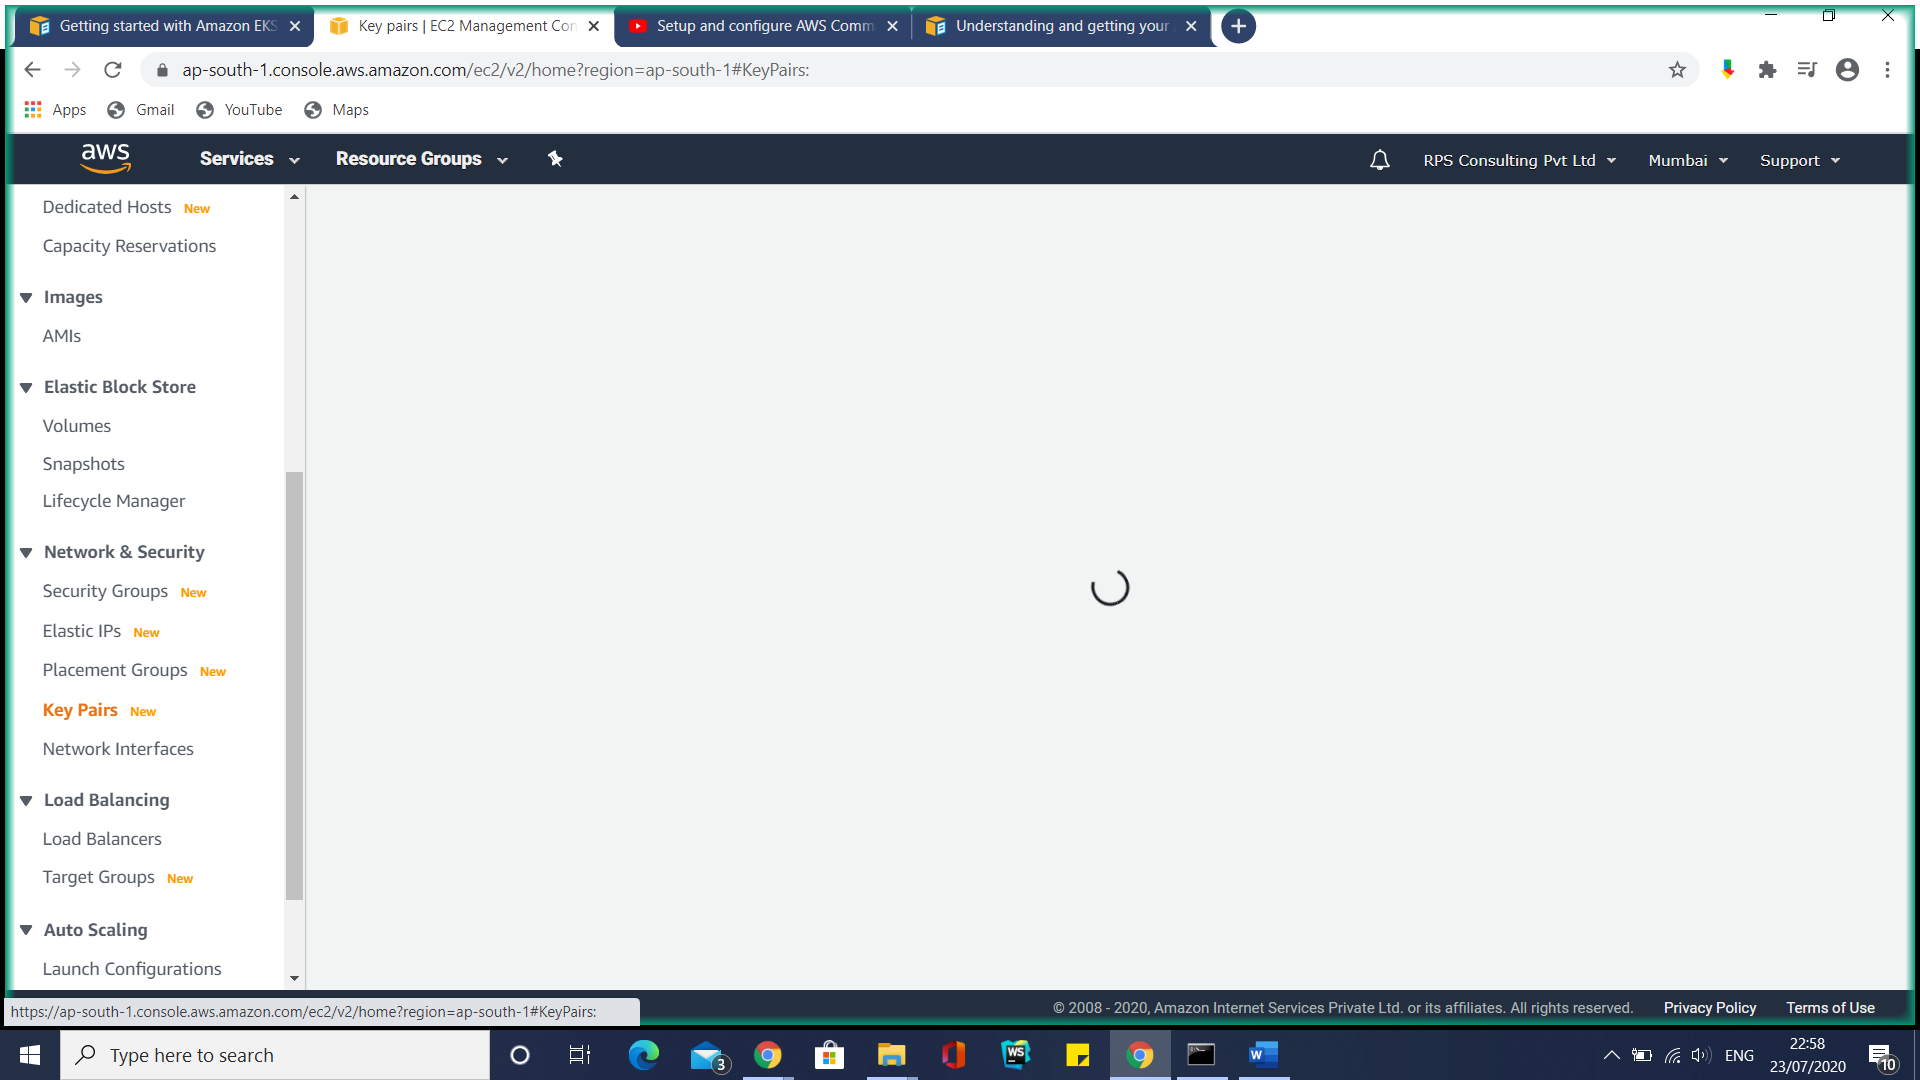 Getting started with Amazon EKS
Key pairs | EC2 Management Con
Setup and configure AWS Comm
Understanding and getting your
ap-south-1.console.aws.amazon.com/ec2/v2/home?region=ap-south-1#KeyPairs:
Apps
Gmail
YouTube
Maps
aws
Services
Resource Groups
RPS Consulting Pvt Ltd
Mumbai
Support
Dedicated Hosts New
Capacity Reservations
Images
AMIs
Elastic Block Store
Volumes
Snapshots
Lifecycle Manager
Network & Security
Security Groups New
Elastic IPs New
Placement Groups New
Key Pairs New
Network Interfaces
Load Balancing
Load Balancers
Target Groups New
Auto Scaling
Launch Configurations
https://ap-south-1.console.aws.amazon.com/ec2/v2/home?region=ap-south-1#KeyPairs:
© 2008 - 2020, Amazon Internet Services Private Ltd. or its affiliates. All rights reserved.
Privacy Policy
Terms of Use
Type here to search
3
WS
W
ENG
22:58
23/07/2020
10